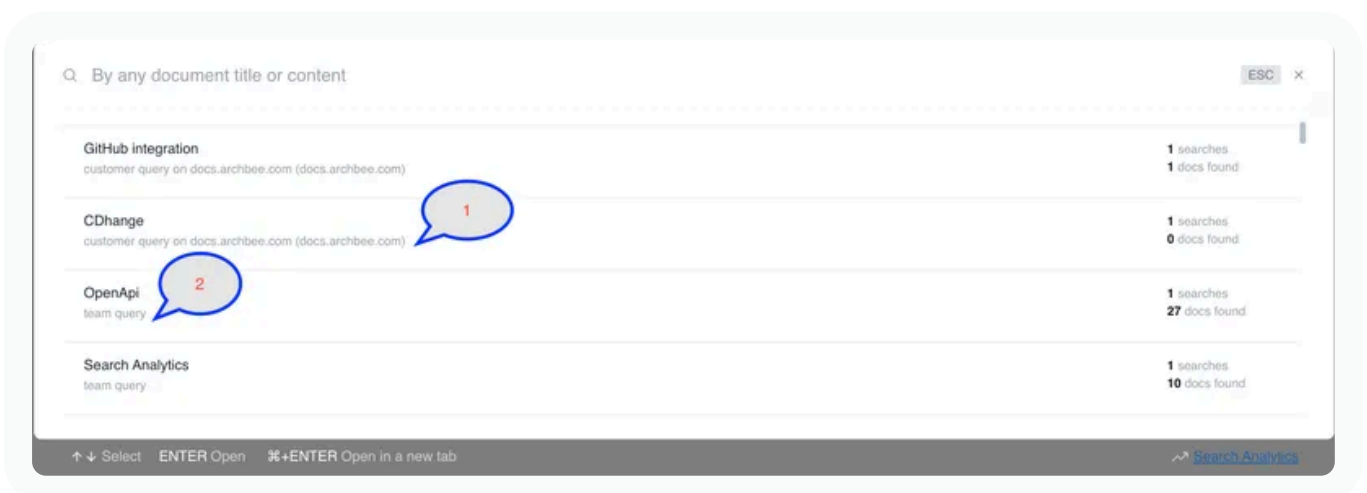 By any document title or content
ESC ×
GitHub integration
customer query on docs.archbee.com (docs.archbee.com)
1 searches
1 docs found
CDhange
customer query on docs.archbee.com (docs.archbee.com)
1
1 searches
0 docs found
OpenApi
team query
2
1 searches
27 docs found
Search Analytics
team query
1 searches
10 docs found
↑ ↓ Select ENTER Open ⌘+ENTER Open in a new tab
Search Analytics